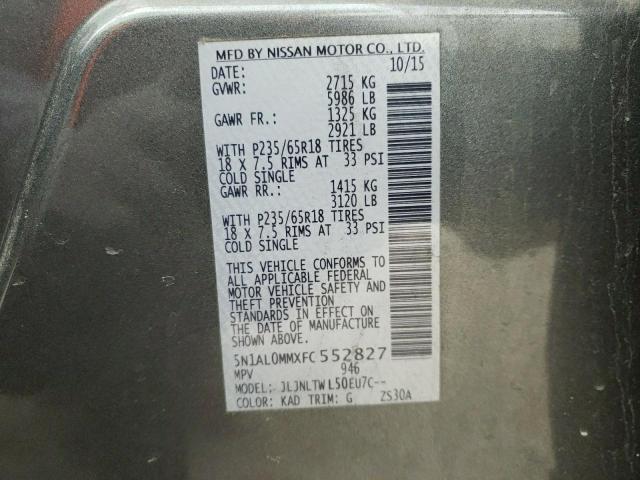 MFD BY NISSAN MOTOR CO., LTD.
DATE: 10/15
GVWR: 2715 KG
5986 LB
GAWR FR.: 1325 KG
2921 LB
WITH P235/65R18 TIRES
18 X 7.5 RIMS AT 33 PSI
COLD SINGLE
GAWR RR.: 1415 KG
3120 LB
WITH P235/65R18 TIRES
18 X 7.5 RIMS AT 33 PSI
COLD SINGLE
THIS VEHICLE CONFORMS TO
ALL APPLICABLE FEDERAL
MOTOR VEHICLE SAFETY AND
THEFT PREVENTION
STANDARDS IN EFFECT ON
THE DATE OF MANUFACTURE
SHOWN ABOVE.
5N1AL0MMXFC552827
MPV 946
MODEL: JLJNLTWL50EU7C--
COLOR: KAD TRIM: G ZS30A